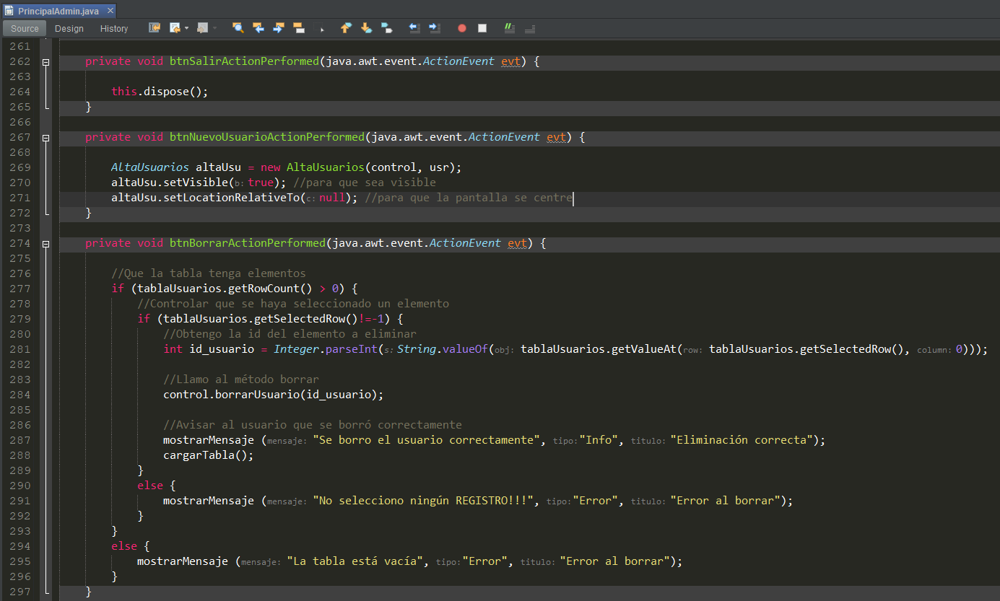 PrincipalAdmin.java
Source Design History
261
262 private void btnSalirActionPerformed(java.awt.event.ActionEvent evt) {
263
264 this.dispose();
265 }
266
267 private void btnNuevoUsuarioActionPerformed(java.awt.event.ActionEvent evt) {
268
269 AltaUsuarios altaUsu = new AltaUsuarios(control, usr);
270 altaUsu.setVisible(b: true); //para que sea visible
271 altaUsu.setLocationRelativeTo(c: null); //para que la pantalla se centre
272 }
273
274 private void btnBorrarActionPerformed(java.awt.event.ActionEvent evt) {
275
276 //Que la tabla tenga elementos
277 if (tablaUsuarios.getRowCount() > 0) {
278 //Controlar que se haya seleccionado un elemento
279 if (tablaUsuarios.getSelectedRow()!=-1) {
280 //Obtengo la id del elemento a eliminar
281 int id_usuario = Integer.parseInt(s: String.valueOf(obj: tablaUsuarios.getValueAt(row: tablaUsuarios.getSelectedRow(), column: 0)));
282
283 //Llamo al método borrar
284 control.borrarUsuario(id_usuario);
285
286 //Avisar al usuario que se borró correctamente
287 mostrarMensaje (mensaje: "Se borro el usuario correctamente", tipo: "Info", titulo: "Eliminación correcta");
288 cargarTabla();
289 }
290 else {
291 mostrarMensaje (mensaje: "No selecciono ningún REGISTRO!!!", tipo: "Error", titulo: "Error al borrar");
292 }
293 }
294 else {
295 mostrarMensaje (mensaje: "La tabla está vacía", tipo: "Error", titulo: "Error al borrar");
296 }
297 }